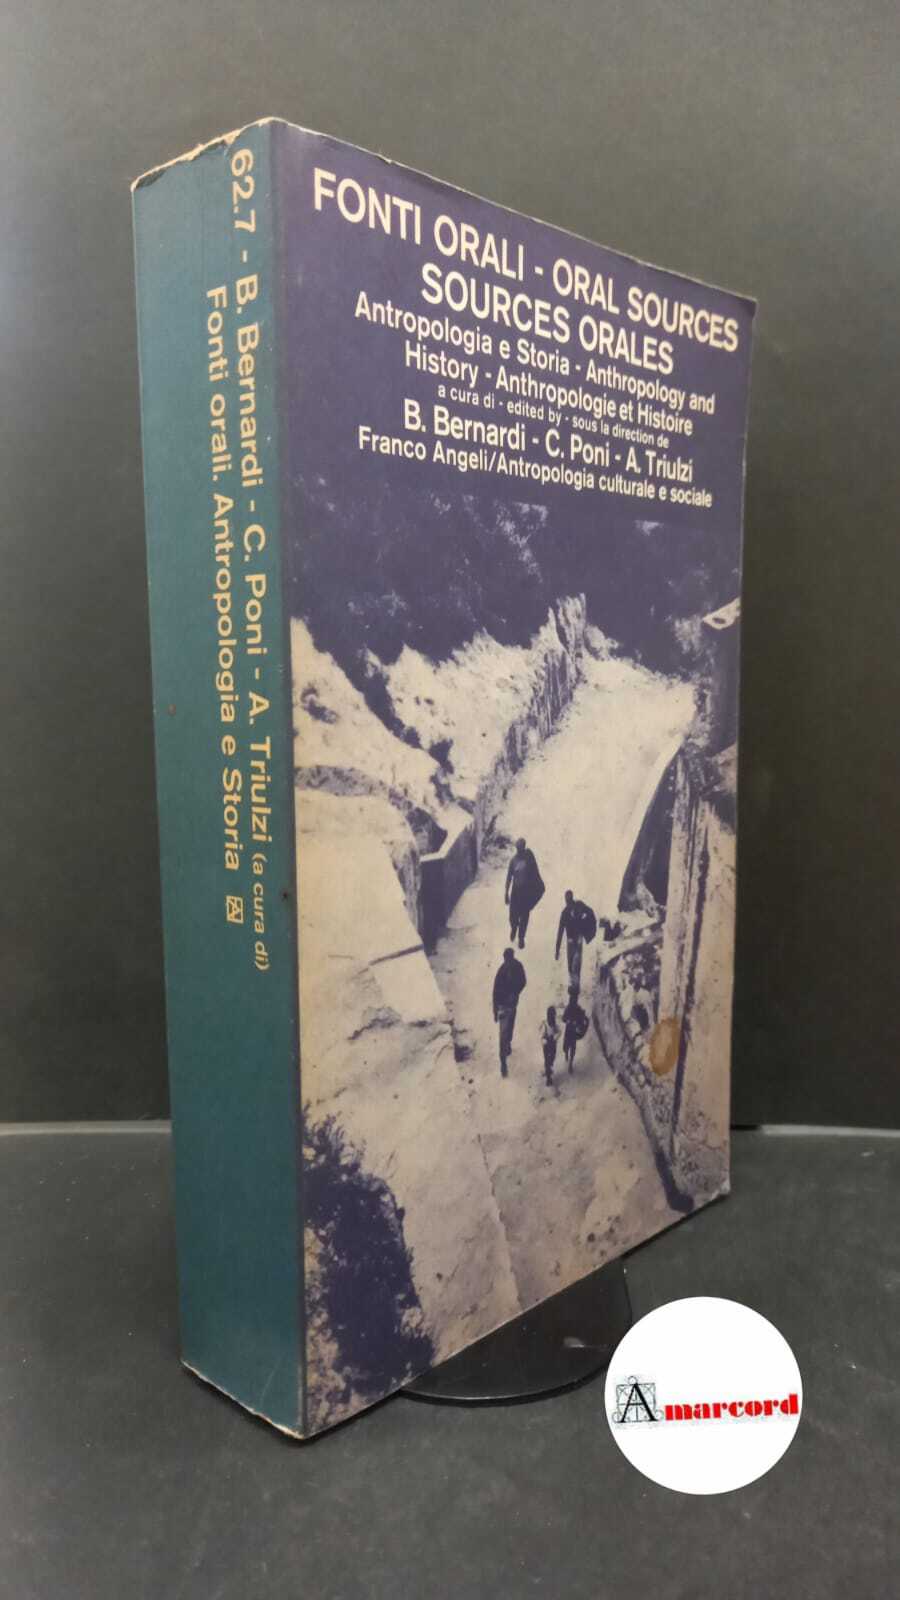 62.7 - B. Bernardi - C. Poni - A. Triulzi (a cura di)
Fonti orali. Antropologia e Storia
FONTI ORALI - ORAL SOURCES
SOURCES ORALES
Antropologia e Storia - Anthropology and
History - Anthropologie et Histoire
a cura di - edited by - sous la direction de
B. Bernardi - C. Poni - A. Triulzi
Franco Angeli/Antropologia culturale e sociale
Amarcord